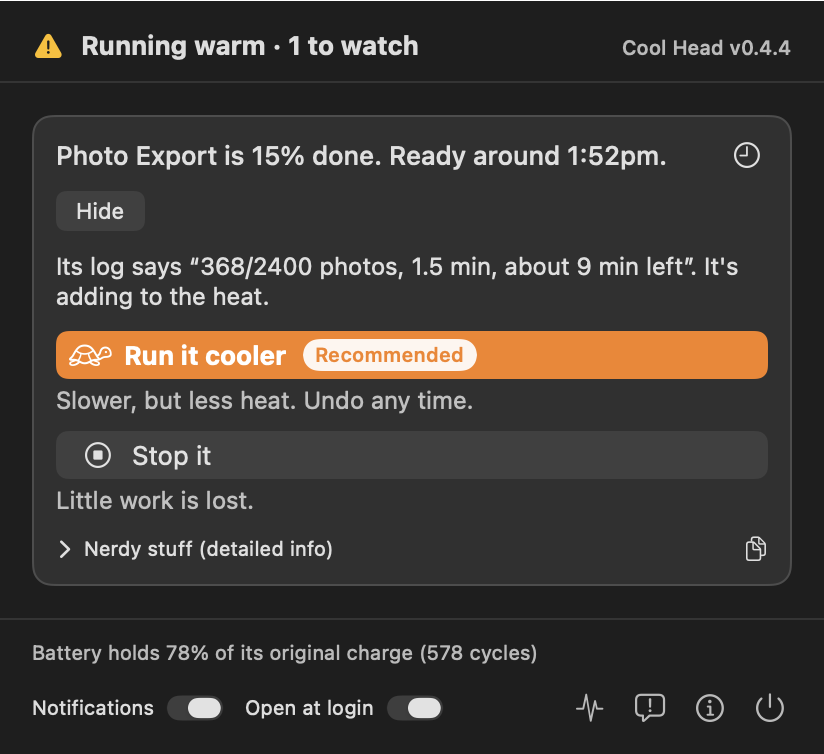 Running warm · 1 to watch
Cool Head v0.4.4
Photo Export is 15% done. Ready around 1:52pm.
Hide
Its log says “368/2400 photos, 1.5 min, about 9 min left”. It's
adding to the heat.
Run it cooler
Recommended
Slower, but less heat. Undo any time.
Stop it
Little work is lost.
Nerdy stuff (detailed info)
Battery holds 78% of its original charge (578 cycles)
Notifications
Open at login